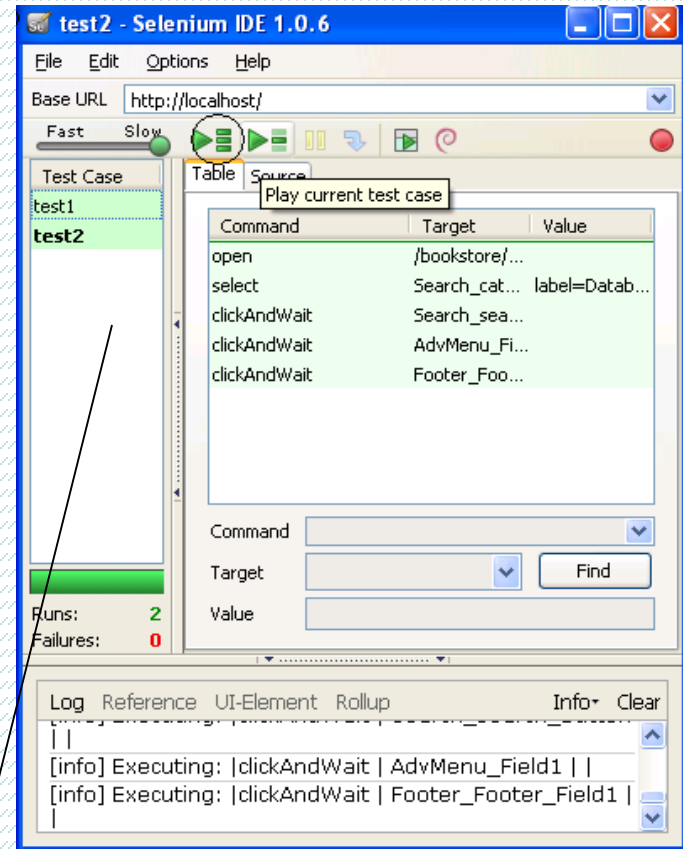 test2 - Selenium IDE 1.0.6
File Edit Options Help
Base URL http://localhost/
Fast Slow
Test Case
test1
test2
Table Source
Play current test case
Command Target Value
open /bookstore/...
select Search_cat... label=Datab...
clickAndWait Search_sea...
clickAndWait AdvMenu_Fi...
clickAndWait Footer_Foo...
Command
Target Find
Value
Runs: 2
Failures: 0
Log Reference UI-Element Rollup Info Clear
| |
[info] Executing: |clickAndWait | AdvMenu_Field1 | |
[info] Executing: |clickAndWait | Footer_Footer_Field1 |
|